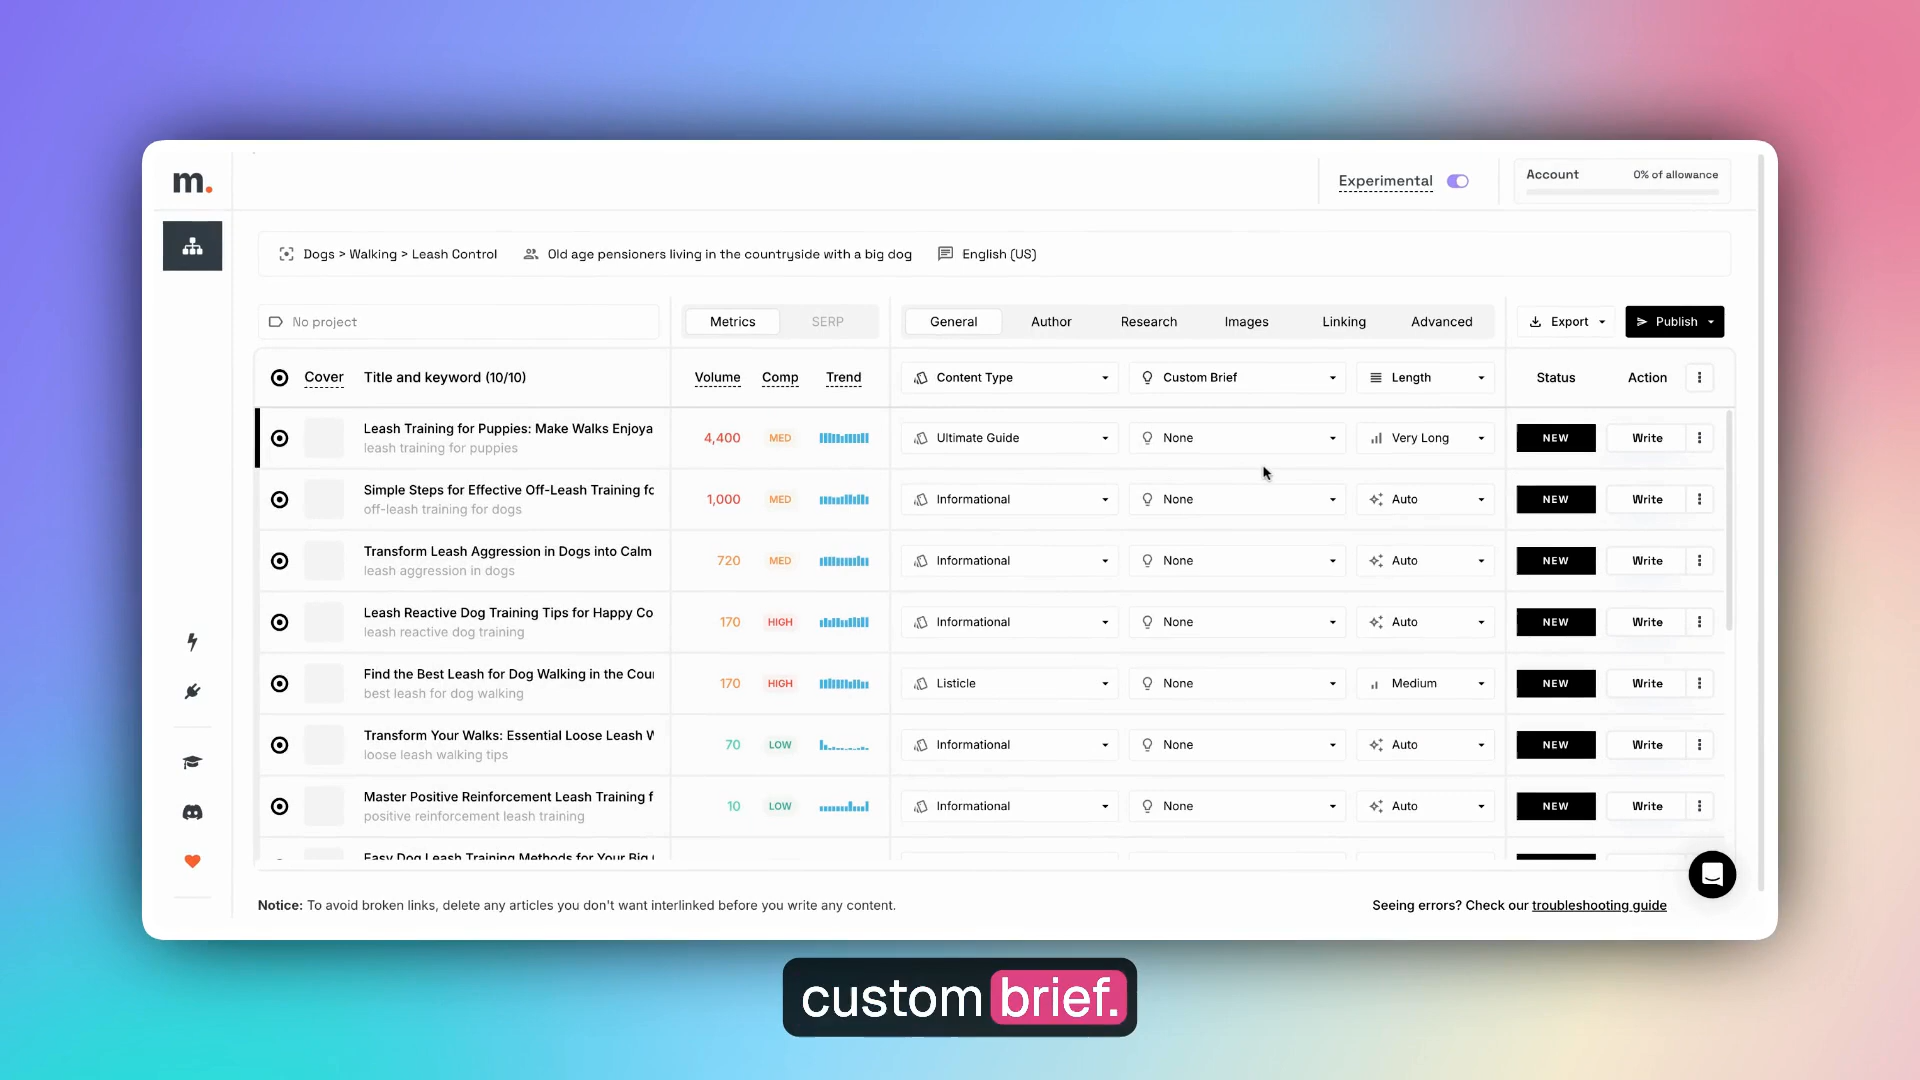 m.
Experimental
Account 0% of allowance
Dogs > Walking > Leash Control Old age pensioners living in the countryside with a big dog English (US)
No project Metrics SERP General Author Research Images Linking Advanced Export Publish
Cover Title and keyword (10/10) Volume Comp Trend Content Type Custom Brief Length Status Action
Leash Training for Puppies: Make Walks Enjoya
leash training for puppies
4,400 MED Ultimate Guide None Very Long NEW Write
Simple Steps for Effective Off-Leash Training fo
off-leash training for dogs
1,000 MED Informational None Auto NEW Write
Transform Leash Aggression in Dogs into Calm
leash aggression in dogs
720 MED Informational None Auto NEW Write
Leash Reactive Dog Training Tips for Happy Co
leash reactive dog training
170 HIGH Informational None Auto NEW Write
Find the Best Leash for Dog Walking in the Cour
best leash for dog walking
170 HIGH Listicle None Medium NEW Write
Transform Your Walks: Essential Loose Leash W
loose leash walking tips
70 LOW Informational None Auto NEW Write
Master Positive Reinforcement Leash Training f
positive reinforcement leash training
10 LOW Informational None Auto NEW Write
Easy Dog Leash Training Methods for Your Big
Notice: To avoid broken links, delete any articles you don't want interlinked before you write any content.
Seeing errors? Check our troubleshooting guide
custom brief.